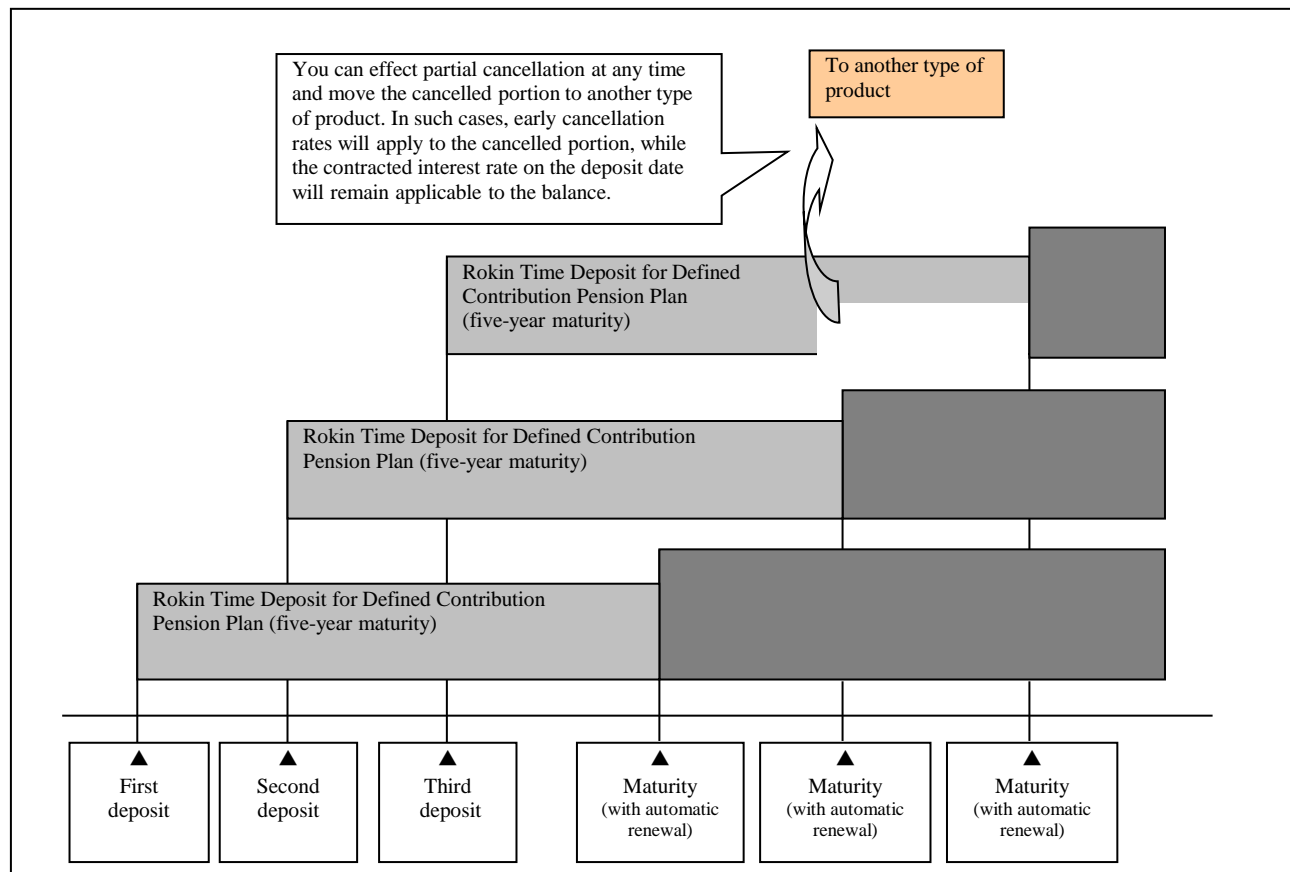 You can effect partial cancellation at any time
and move the cancelled portion to another type
of product. In such cases, early cancellation
rates will apply to the cancelled portion, while
the contracted interest rate on the deposit date
will remain applicable to the balance.
To another type of
product
Rokin Time Deposit for Defined
Contribution Pension Plan
(five-year maturity)
Rokin Time Deposit for Defined Contribution
Pension Plan (five-year maturity)
Rokin Time Deposit for Defined Contribution
Pension Plan (five-year maturity)
First
deposit
Second
deposit
Third
deposit
Maturity
(with automatic
renewal)
Maturity
(with automatic
renewal)
Maturity
(with automatic
renewal)